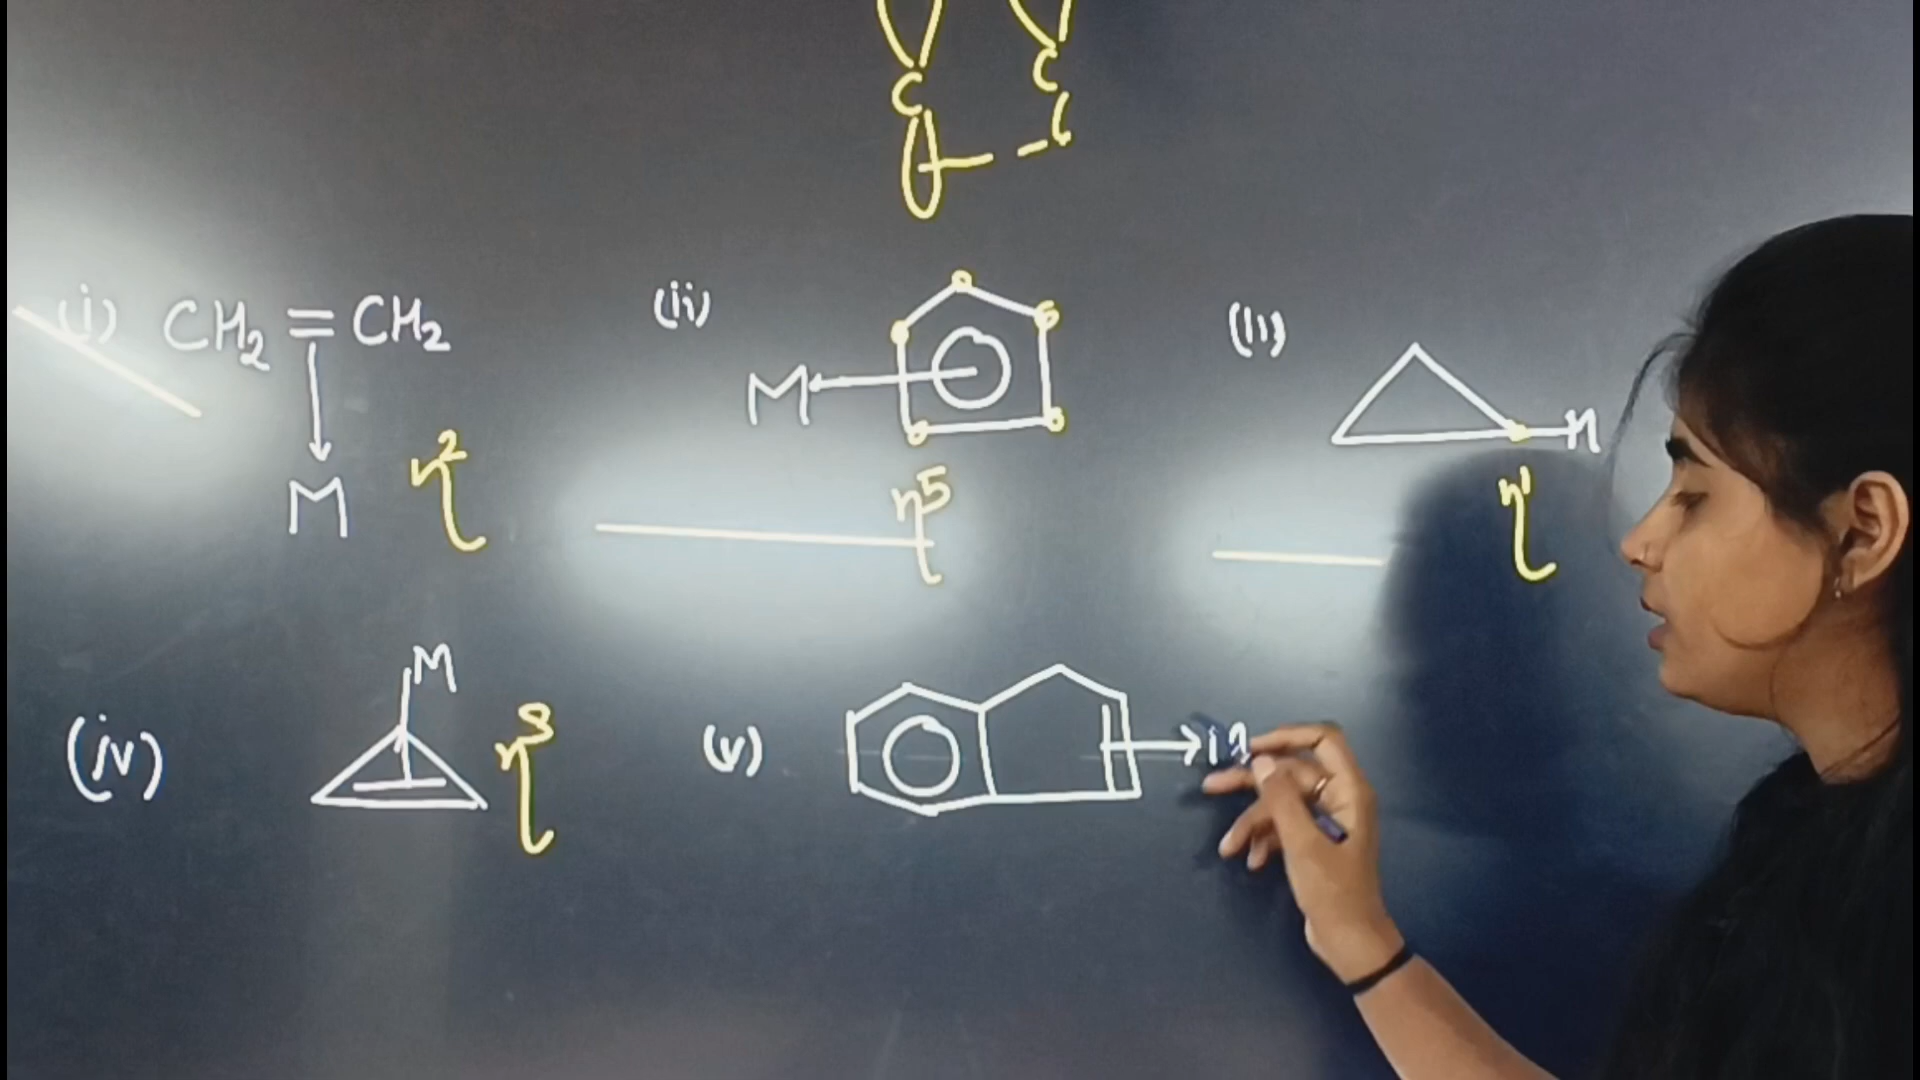 C C
(i) CH₂=CH₂ (ii) (iii)
M
M η² η⁵ η¹
M
(iv) η³ (v)